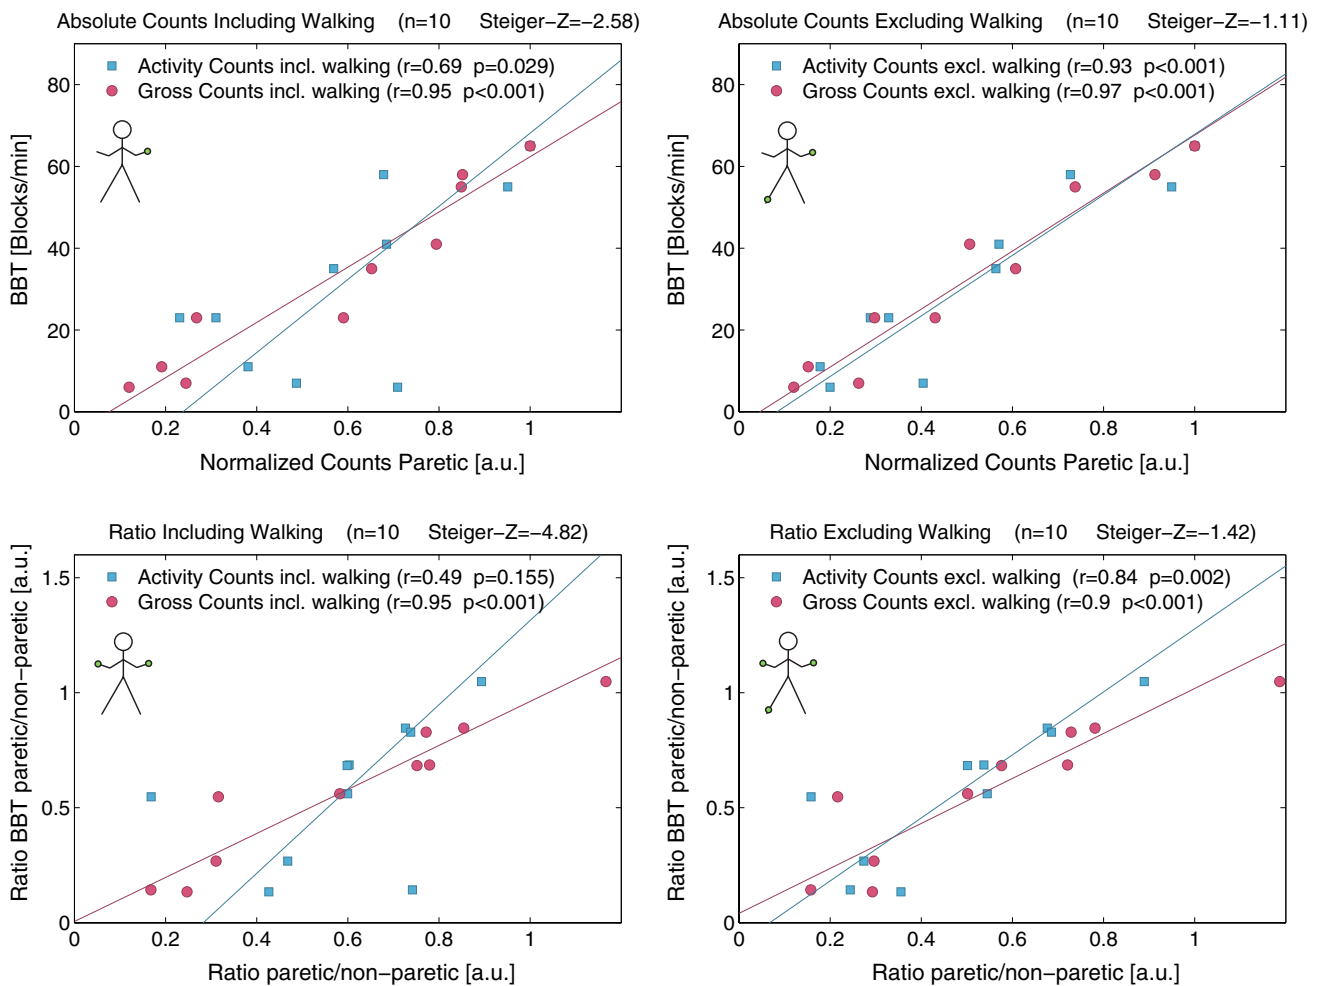 Absolute Counts Including Walking (n=10 Steiger−Z=−2.58)
Activity Counts incl. walking (r=0.69 p=0.029)
Gross Counts incl. walking (r=0.95 p<0.001)
BBT [Blocks/min]
80
60
40
20
0
0 0.2 0.4 0.6 0.8 1
Normalized Counts Paretic [a.u.]
Absolute Counts Excluding Walking (n=10 Steiger−Z=−1.11)
Activity Counts excl. walking (r=0.93 p<0.001)
Gross Counts excl. walking (r=0.97 p<0.001)
BBT [Blocks/min]
80
60
40
20
0
0 0.2 0.4 0.6 0.8 1
Normalized Counts Paretic [a.u.]
Ratio Including Walking (n=10 Steiger−Z=−4.82)
Activity Counts incl. walking (r=0.49 p=0.155)
Gross Counts incl. walking (r=0.95 p<0.001)
Ratio BBT paretic/non−paretic [a.u.]
1.5
1
0.5
0
0 0.2 0.4 0.6 0.8 1
Ratio paretic/non−paretic [a.u.]
Ratio Excluding Walking (n=10 Steiger−Z=−1.42)
Activity Counts excl. walking (r=0.84 p=0.002)
Gross Counts excl. walking (r=0.9 p<0.001)
Ratio BBT paretic/non−paretic [a.u.]
1.5
1
0.5
0
0 0.2 0.4 0.6 0.8 1
Ratio paretic/non−paretic [a.u.]